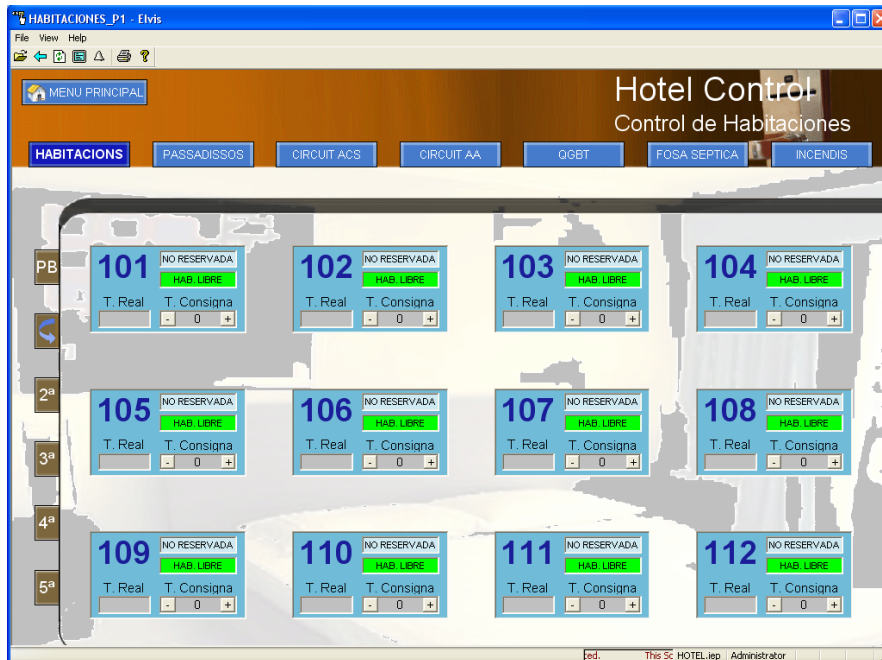 HABITACIONES_P1 - Elvis
File View Help
MENU PRINCIPAL
Hotel Control
Control de Habitaciones
HABITACIONS PASSADISSOS CIRCUIT ACS CIRCUIT AA QGBT FOSA SEPTICA INCENDIS
PB
2ª
3ª
4ª
5ª
101 NO RESERVADA
HAB. LIBRE
T. Real T. Consigna
- 0 +
102 NO RESERVADA
HAB. LIBRE
T. Real T. Consigna
- 0 +
103 NO RESERVADA
HAB. LIBRE
T. Real T. Consigna
- 0 +
104 NO RESERVADA
HAB. LIBRE
T. Real T. Consigna
- 0 +
105 NO RESERVADA
HAB. LIBRE
T. Real T. Consigna
- 0 +
106 NO RESERVADA
HAB. LIBRE
T. Real T. Consigna
- 0 +
107 NO RESERVADA
HAB. LIBRE
T. Real T. Consigna
- 0 +
108 NO RESERVADA
HAB. LIBRE
T. Real T. Consigna
- 0 +
109 NO RESERVADA
HAB. LIBRE
T. Real T. Consigna
- 0 +
110 NO RESERVADA
HAB. LIBRE
T. Real T. Consigna
- 0 +
111 NO RESERVADA
HAB. LIBRE
T. Real T. Consigna
- 0 +
112 NO RESERVADA
HAB. LIBRE
T. Real T. Consigna
- 0 +
This Sc HOTEL.iep Administrator